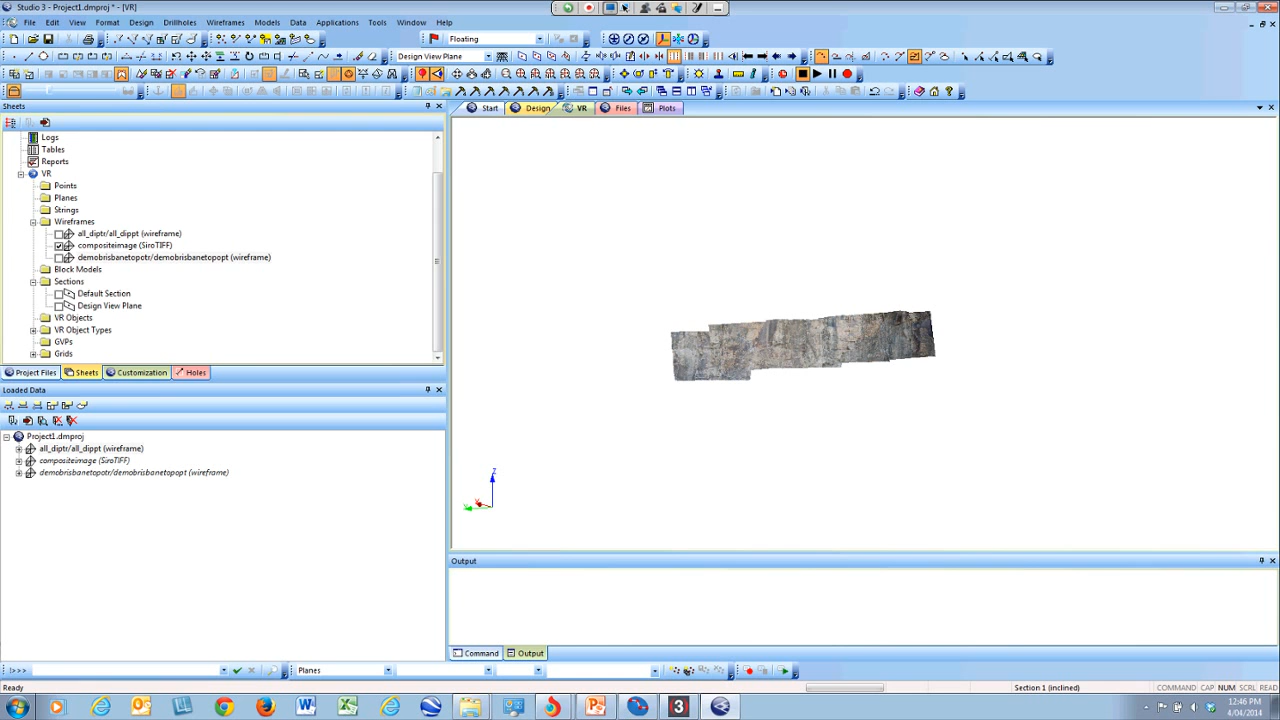 Studio 3 - Project1.dmproj * - [VR]
File Edit View Format Design Drillholes Wireframes Models Data Applications Tools Window Help
Floating
Design View Plane
Sheets
Start Design VR Files Plots
Logs
Tables
Reports
VR
Points
Planes
Strings
Wireframes
all_diptr/all_dippt (wireframe)
compositeimage (SiroTIFF)
demobrisbanetopotr/demobrisbanetopopt (wireframe)
Block Models
Sections
Default Section
Design View Plane
VR Objects
VR Object Types
GVPs
Grids
Project Files Sheets Customization Holes
Loaded Data
Project1.dmproj
all_diptr/all_dippt (wireframe)
compositeimage (SiroTIFF)
demobrisbanetopotr/demobrisbanetopopt (wireframe)
Z
Output
Command Output
!>>> Planes
Ready Section 1 (inclined) COMMAND CAP NUM SCRL READ
12:46 PM
4/04/2014